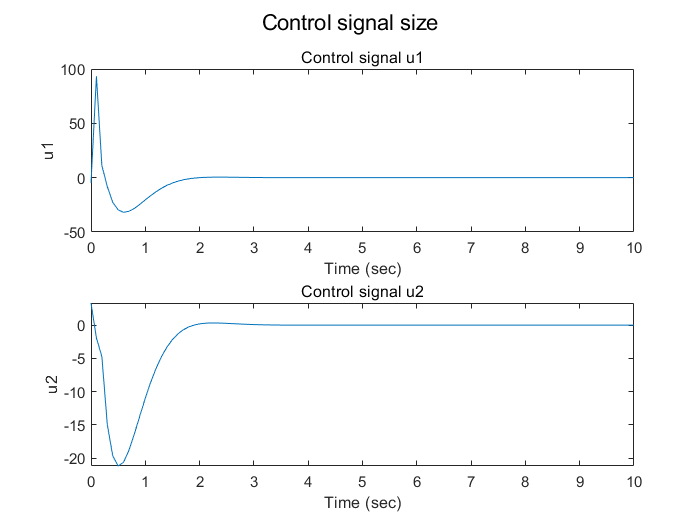 Control signal size
Control signal u1
100
50
0
-50
u1
0 1 2 3 4 5 6 7 8 9 10
Time (sec)
Control signal u2
0
-5
-10
-15
-20
u2
0 1 2 3 4 5 6 7 8 9 10
Time (sec)